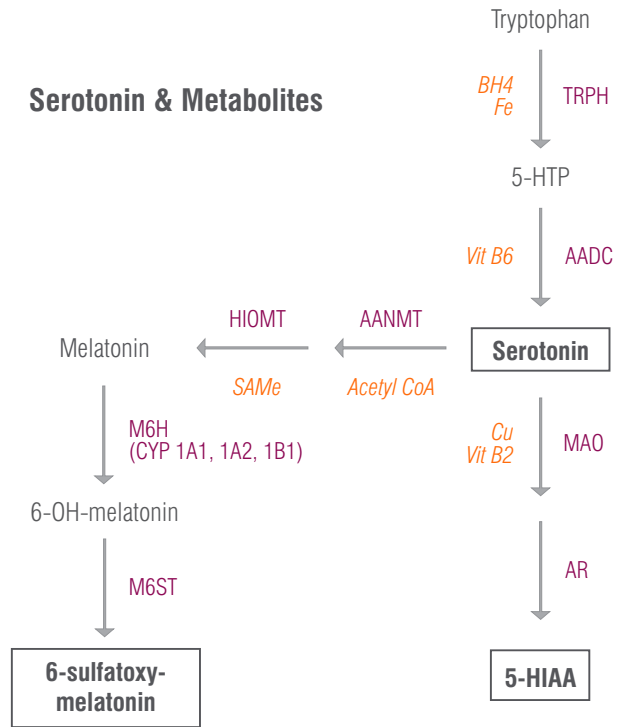 Tryptophan
Serotonin & Metabolites
BH4
Fe
TRPH
5-HTP
Vit B6
AADC
HIOMT
AANMT
Melatonin
Serotonin
SAMe
Acetyl CoA
M6H
(CYP 1A1, 1A2, 1B1)
Cu
Vit B2
MAO
6-OH-melatonin
M6ST
AR
6-sulfatoxy-
melatonin
5-HIAA